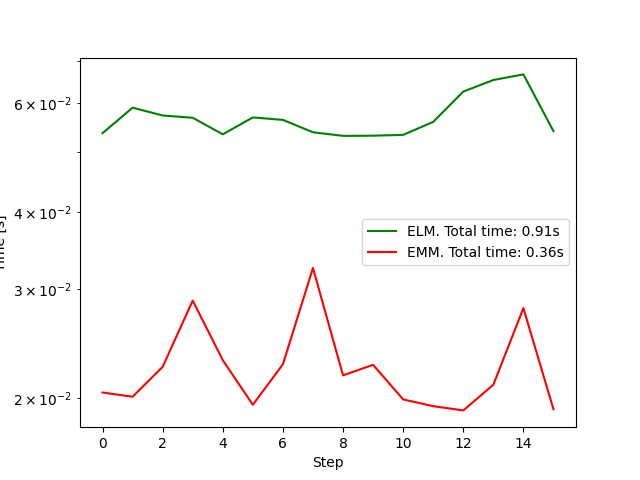 6 × 10⁻²
4 × 10⁻²
3 × 10⁻²
2 × 10⁻²
[s]
ELM. Total time: 0.91s
EMM. Total time: 0.36s
0 2 4 6 8 10 12 14
Step